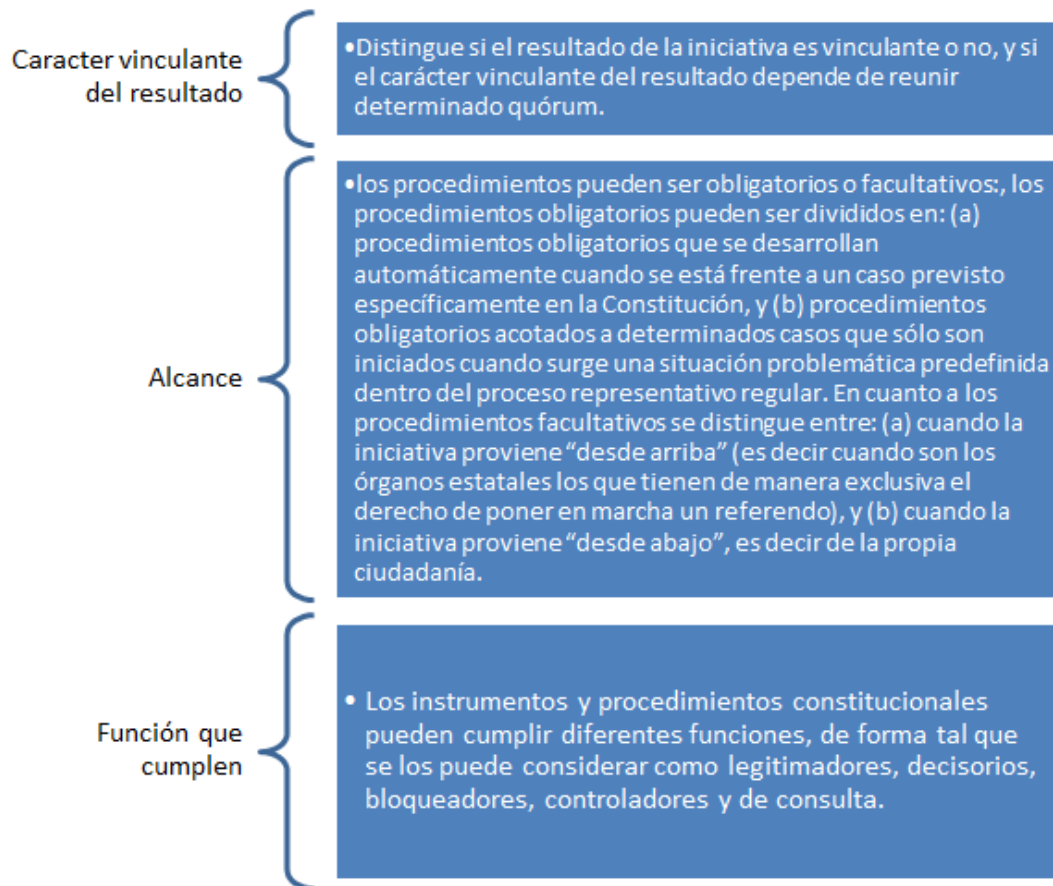 Caracter vinculante
del resultado
•Distingue si el resultado de la iniciativa es vinculante o no, y si
el carácter vinculante del resultado depende de reunir
determinado quórum.
Alcance
•los procedimientos pueden ser obligatorios o facultativos:, los
procedimientos obligatorios pueden ser divididos en: (a)
procedimientos obligatorios que se desarrollan
automáticamente cuando se está frente a un caso previsto
específicamente en la Constitución, y (b) procedimientos
obligatorios acotados a determinados casos que sólo son
iniciados cuando surge una situación problemática predefinida
dentro del proceso representativo regular. En cuanto a los
procedimientos facultativos se distingue entre: (a) cuando la
iniciativa proviene “desde arriba” (es decir cuando son los
órganos estatales los que tienen de manera exclusiva el
derecho de poner en marcha un referendo), y (b) cuando la
iniciativa proviene “desde abajo”, es decir de la propia
ciudadanía.
Función que
cumplen
• Los instrumentos y procedimientos constitucionales
pueden cumplir diferentes funciones, de forma tal que
se los puede considerar como legitimadores, decisorios,
bloqueadores, controladores y de consulta.